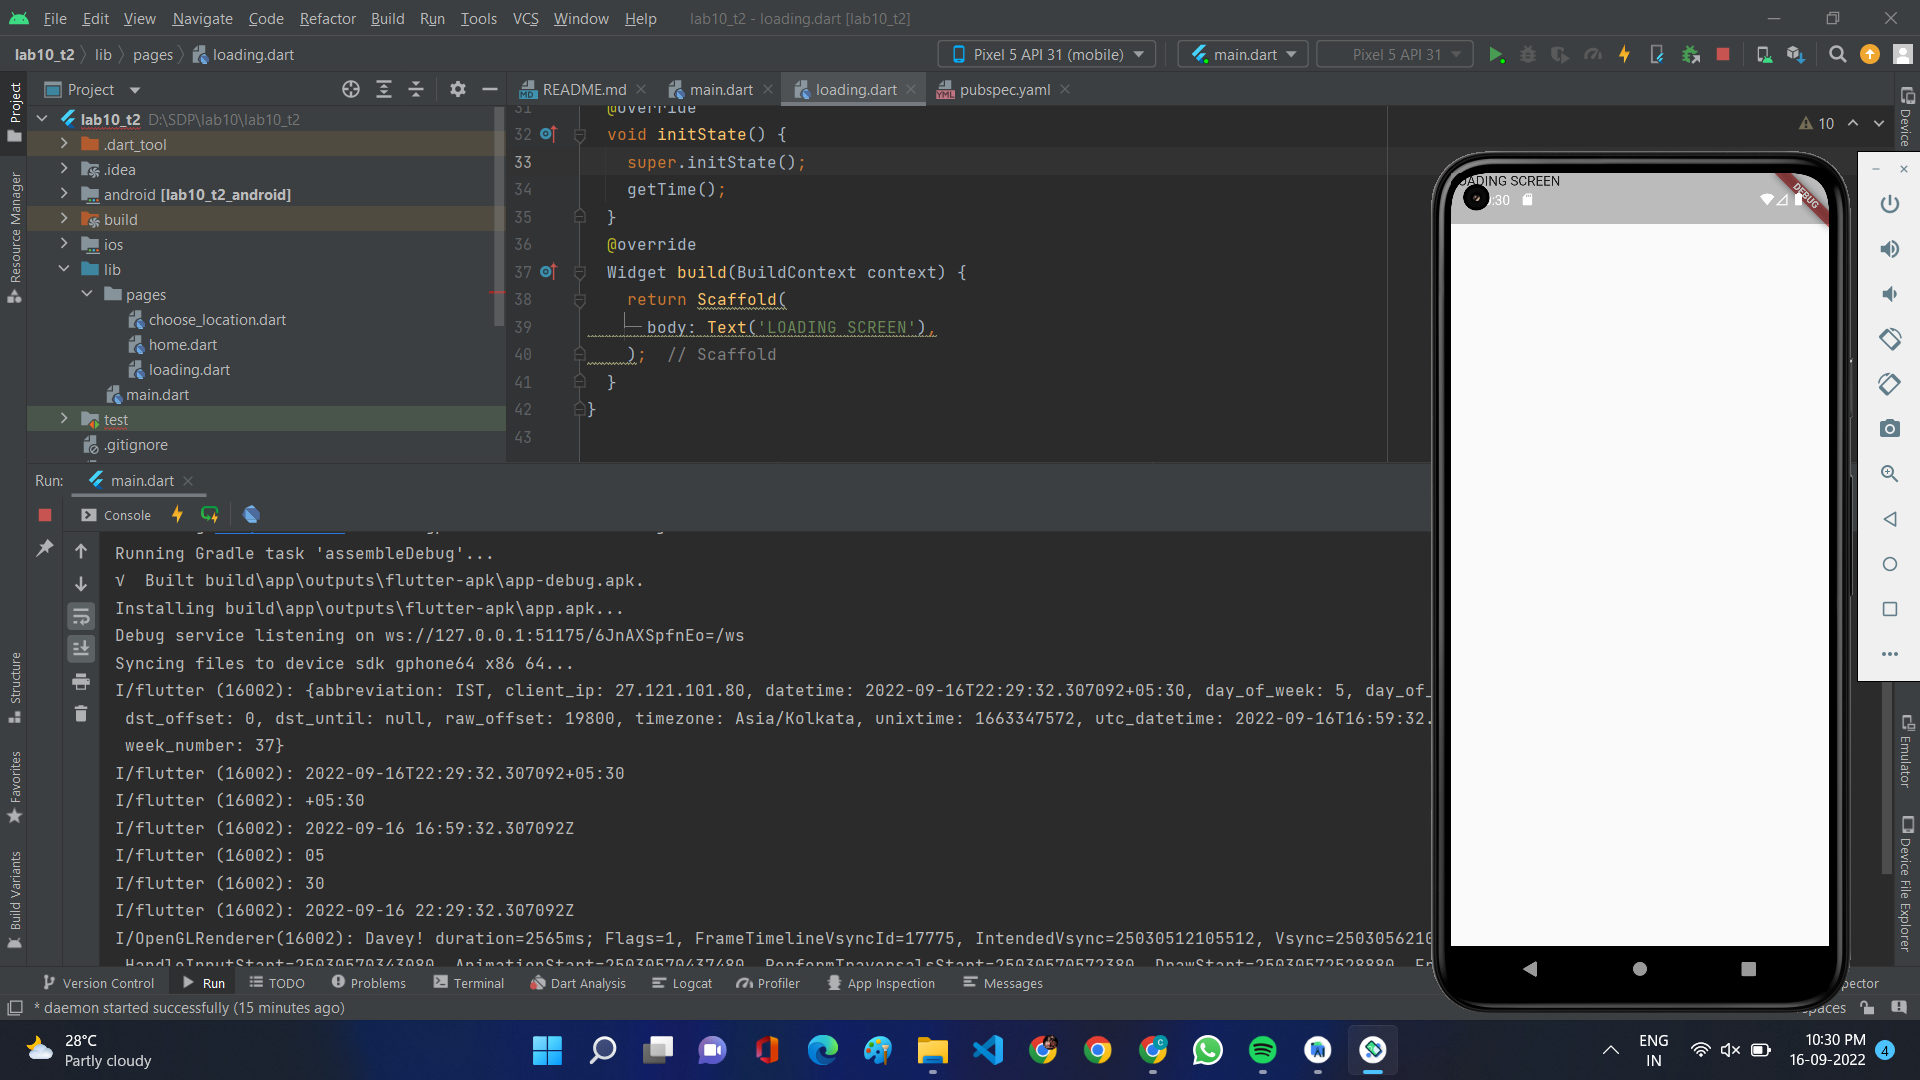 File Edit View Navigate Code Refactor Build Run Tools VCS Window Help lab10_t2 - loading.dart [lab10_t2]
lab10_t2 lib pages loading.dart Pixel 5 API 31 (mobile) main.dart Pixel 5 API 31
Project README.md main.dart loading.dart pubspec.yaml
lab10_t2 D:\SDP\lab10\lab10_t2
.dart_tool
.idea
android [lab10_t2_android]
build
ios
lib
pages
choose_location.dart
home.dart
loading.dart
main.dart
test
.gitignore
Project
Resource Manager
Structure
Favorites
Build Variants
31 @override
32 void initState() {
33 super.initState();
34 getTime();
35 }
36 @override
37 Widget build(BuildContext context) {
38 return Scaffold(
39 body: Text('LOADING SCREEN'),
40 ); // Scaffold
41 }
42 }
43
10
Device
Emulator
Device File Explorer
OADING SCREEN
:30
DEBUG
Run: main.dart
Console
Running Gradle task 'assembleDebug'...
√ Built build\app\outputs\flutter-apk\app-debug.apk.
Installing build\app\outputs\flutter-apk\app.apk...
Debug service listening on ws://127.0.0.1:51175/6JnAXSpfnEo=/ws
Syncing files to device sdk gphone64 x86 64...
I/flutter (16002): {abbreviation: IST, client_ip: 27.121.101.80, datetime: 2022-09-16T22:29:32.307092+05:30, day_of_week: 5, day_of_
dst_offset: 0, dst_until: null, raw_offset: 19800, timezone: Asia/Kolkata, unixtime: 1663347572, utc_datetime: 2022-09-16T16:59:32.
week_number: 37}
I/flutter (16002): 2022-09-16T22:29:32.307092+05:30
I/flutter (16002): +05:30
I/flutter (16002): 2022-09-16 16:59:32.307092Z
I/flutter (16002): 05
I/flutter (16002): 30
I/flutter (16002): 2022-09-16 22:29:32.307092Z
I/OpenGLRenderer(16002): Davey! duration=2565ms; Flags=1, FrameTimelineVsyncId=17775, IntendedVsync=25030512105512, Vsync=2503056210
HandleInputStart=25030570343080, AnimationStart=25030570437480, PerformTraversalsStart=25030570572380, DrawStart=25030572528880, Fr
Version Control Run TODO Problems Terminal Dart Analysis Logcat Profiler App Inspection Messages pector
* daemon started successfully (15 minutes ago) spaces
28°C
Partly cloudy
ENG
IN
10:30 PM
16-09-2022
4